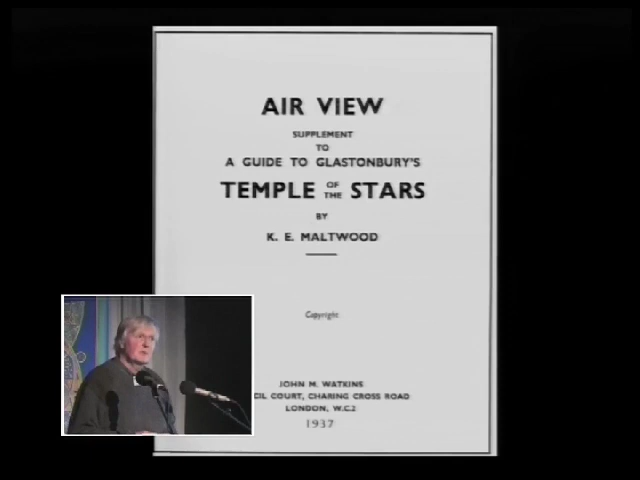 AIR VIEW
SUPPLEMENT
TO
A GUIDE TO GLASTONBURY'S
TEMPLE OF THE STARS
BY
K. E. MALTWOOD
Copyright
JOHN M. WATKINS
CIL COURT, CHARING CROSS ROAD
LONDON, W.C.2
1937